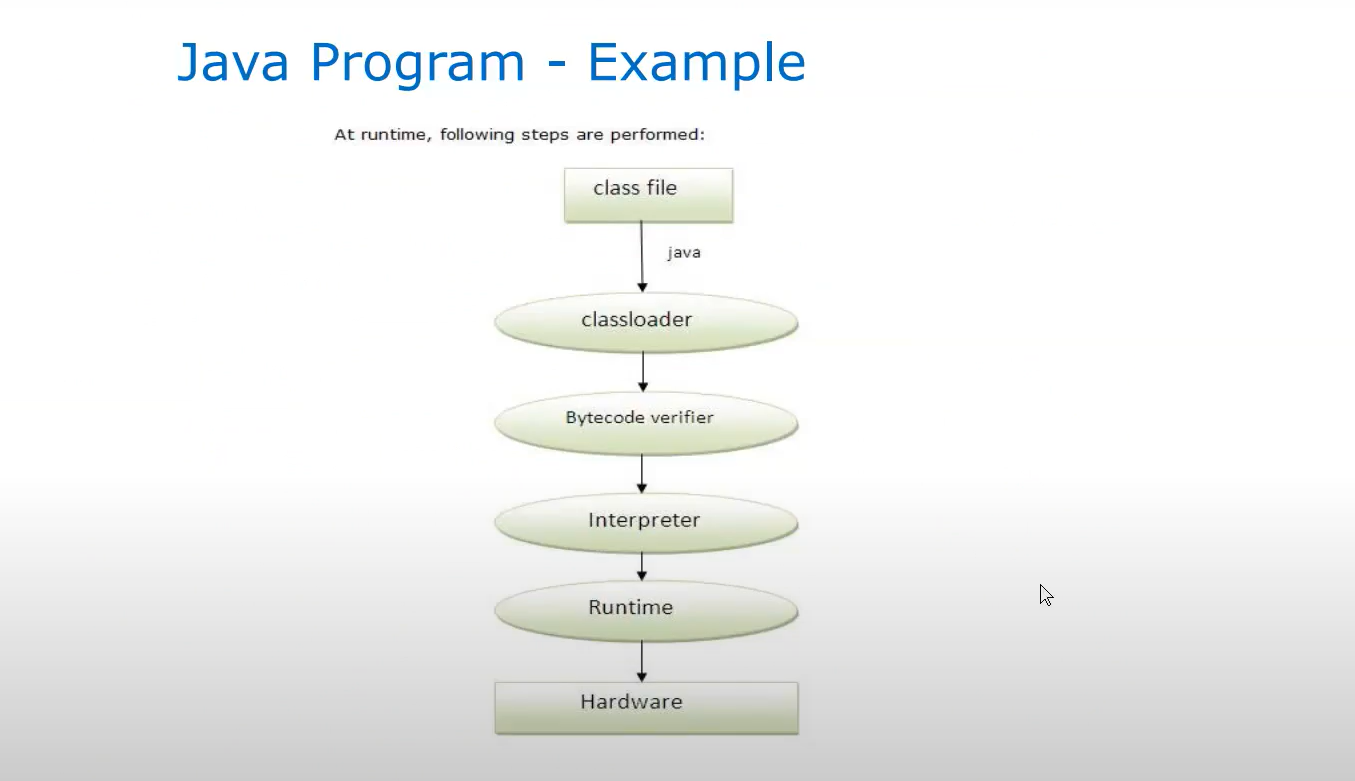 Java Program - Example
At runtime, following steps are performed:
class file
java
classloader
Bytecode verifier
Interpreter
Runtime
Hardware